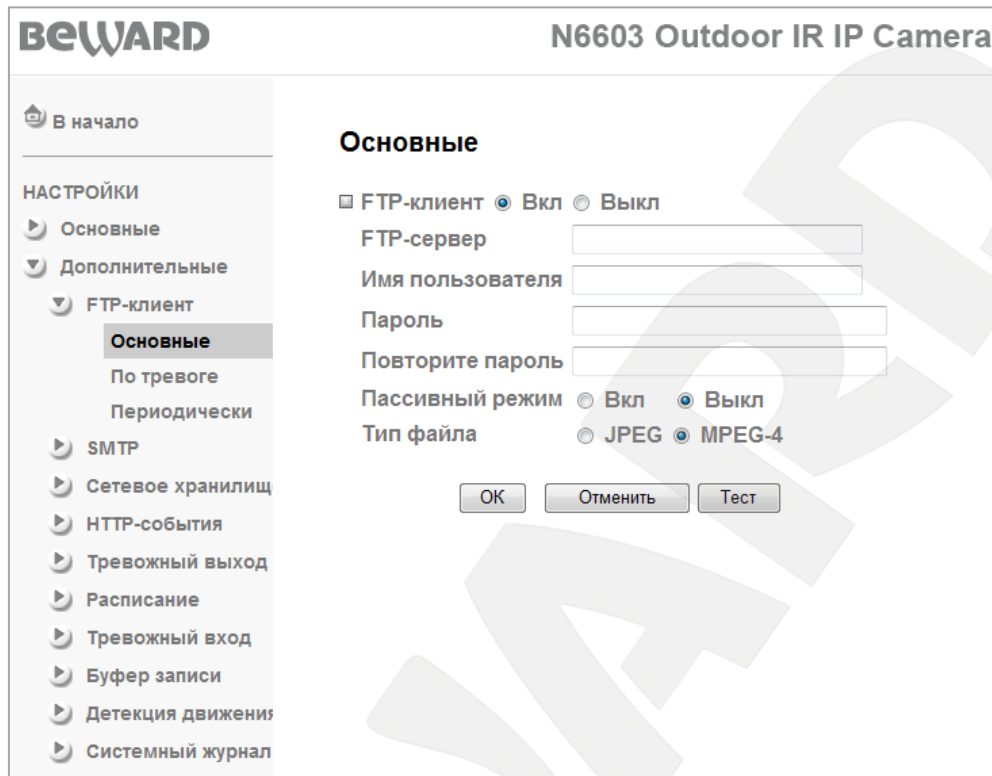 BEWARD
N6603 Outdoor IR IP Camera
В начало
НАСТРОЙКИ
Основные
Дополнительные
FTP-клиент
Основные
По тревоге
Периодически
SMTP
Сетевое хранилищ
HTTP-события
Тревожный выход
Расписание
Тревожный вход
Буфер записи
Детекция движения
Системный журнал
Основные
FTP-клиент Вкл Выкл
FTP-сервер
Имя пользователя
Пароль
Повторите пароль
Пассивный режим Вкл Выкл
Тип файла JPEG MPEG-4
ОК Отменить Тест